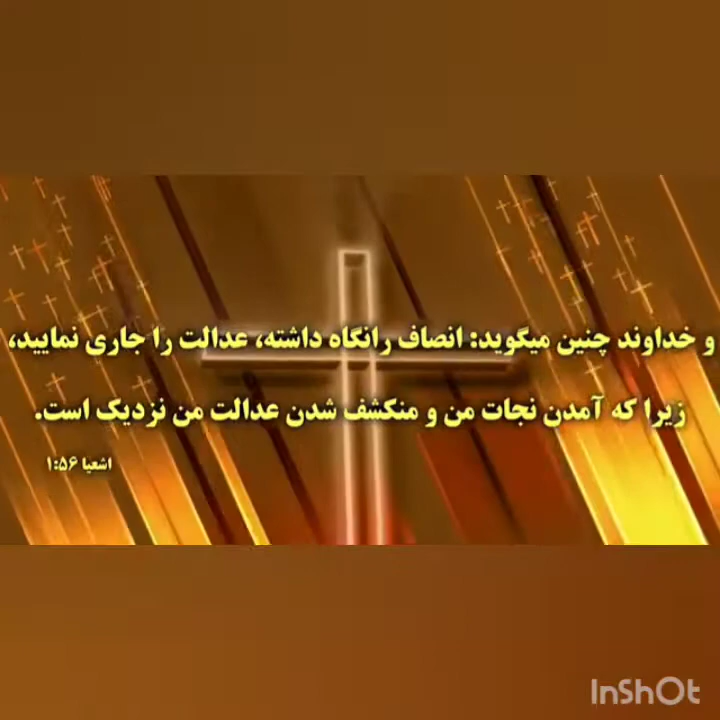 و خداوند چنین میگوید: انصاف رانگاه داشته، عدالت را جاری نمایید،
زیرا که آمدن نجات من و منکشف شدن عدالت من نزدیک است.
اشعیا ۱:۵۶
InShOt